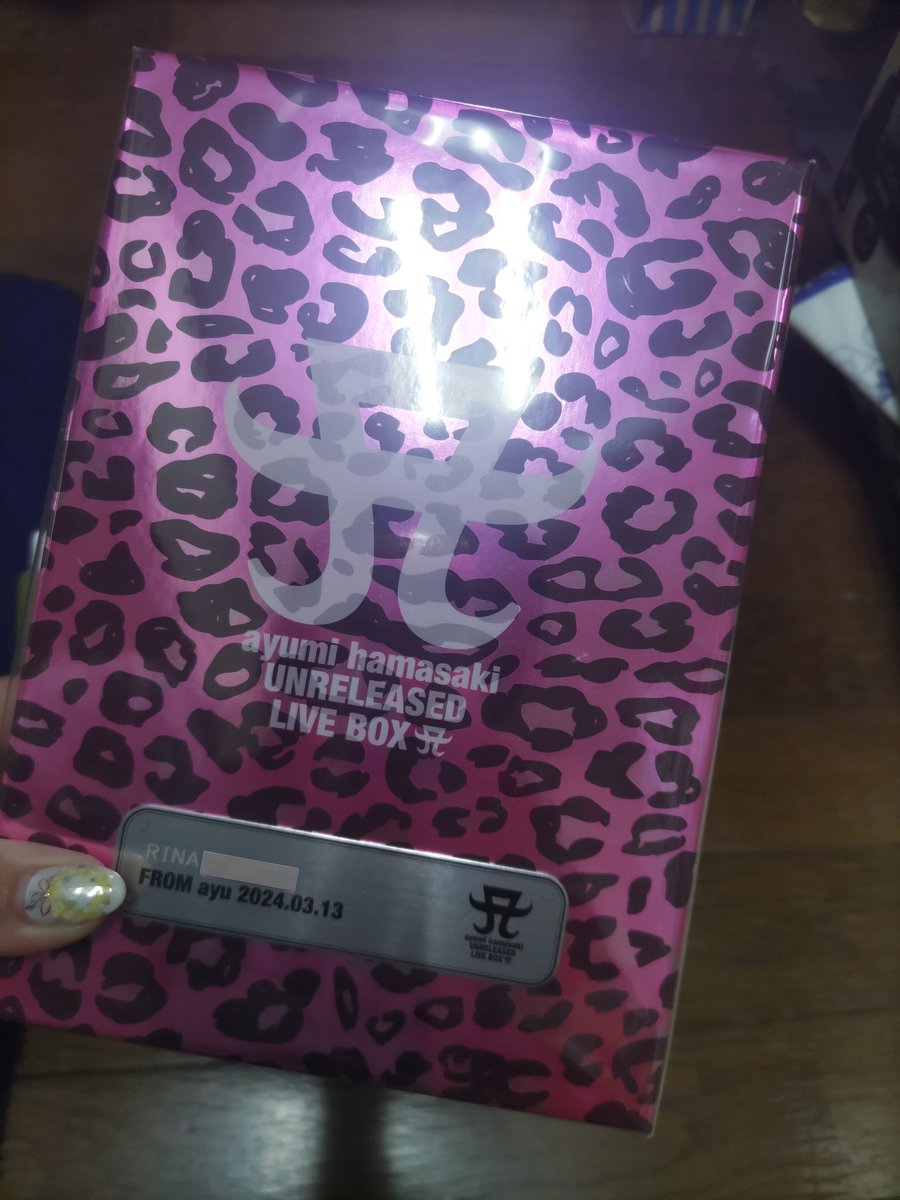 ayumi hamasaki
UNRELEASED
LIVE BOX A
RINA
FROM ayu 2024.03.13
ayumi hamasaki
UNRELEASED
LIVE BOX A